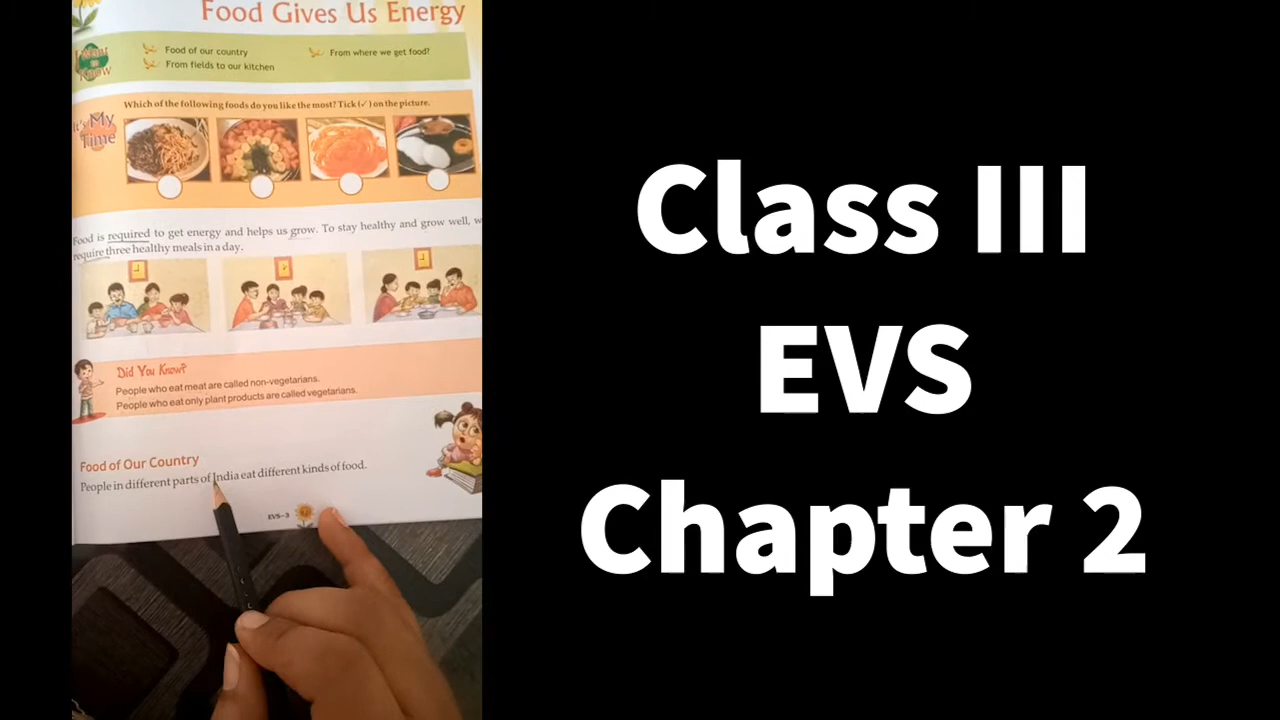 Food Gives Us Energy
Know
Food of our country
From where we get food?
From fields to our kitchen
It's My
Time
Which of the following foods do you like the most? Tick (✓) on the picture.
Food is required to get energy and helps us grow. To stay healthy and grow well,
require three healthy meals in a day.
Did You Know?
People who eat meat are called non-vegetarians.
People who eat only plant products are called vegetarians.
Food of Our Country
People in different parts of India eat different kinds of food.
EVS-3
Class III
EVS
Chapter 2